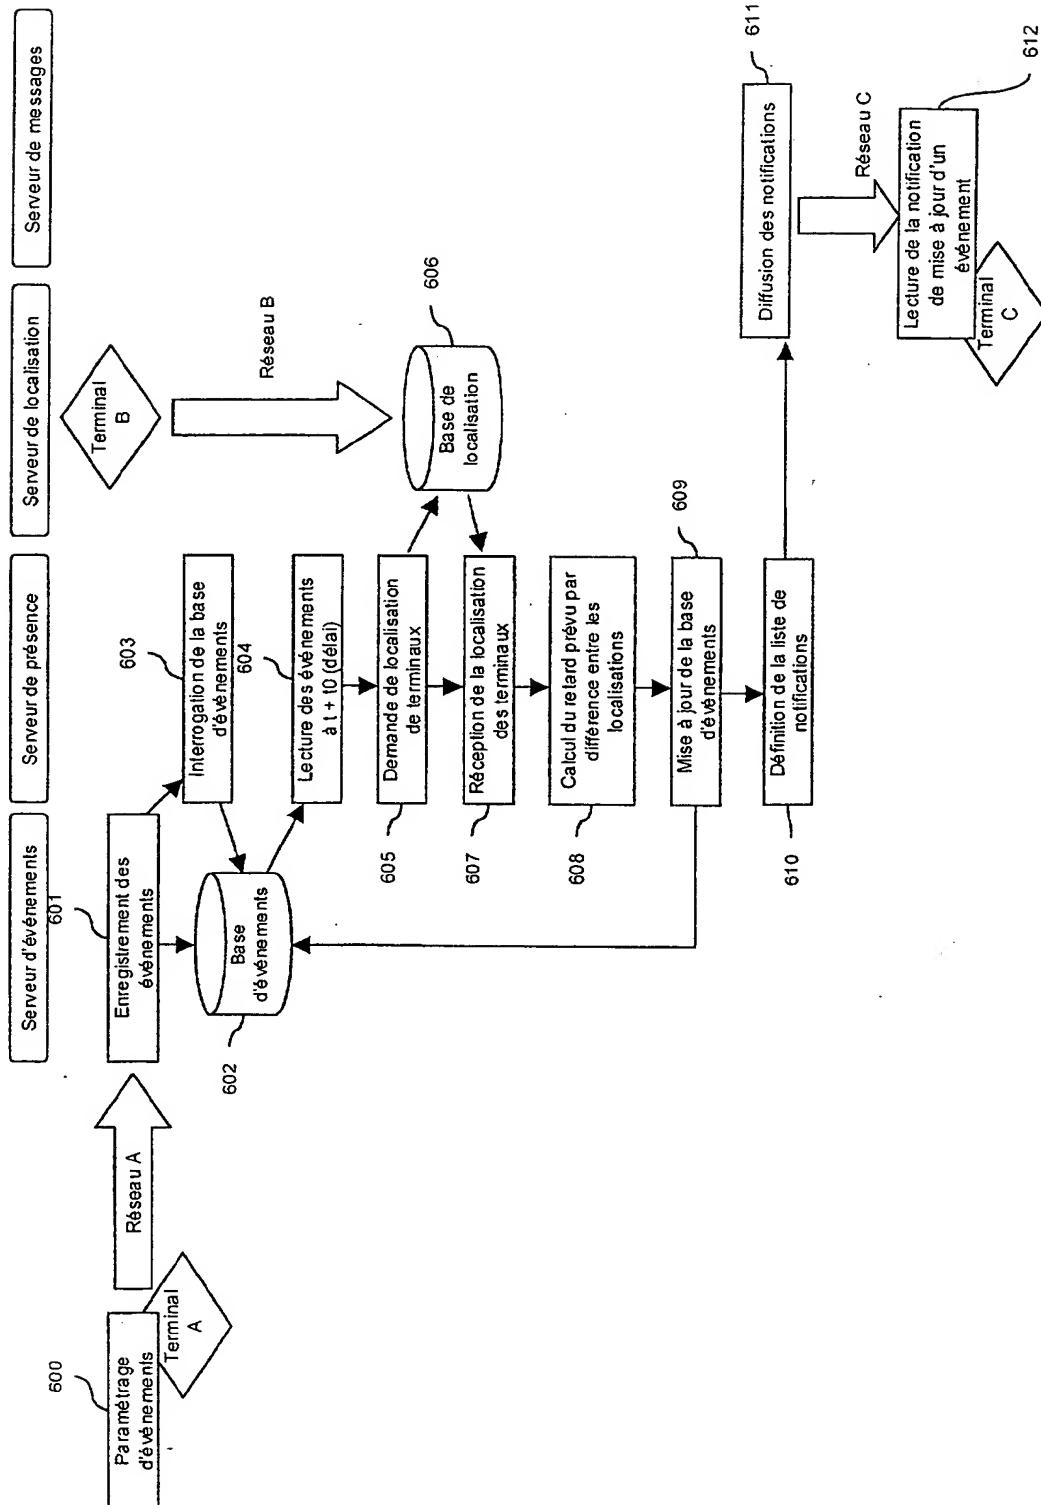 Serveur d'événements
Serveur de présence
Serveur de localisation
Serveur de messages
600
Paramétrage
d'événements
Terminal
A
Réseau A
601
Enregistrement des
événements
602
Base
d'événements
603
Interrogation de la base
d'événements
604
Lecture des événements
à t + t0 (délai)
605
Demande de localisation
de terminaux
Terminal
B
Réseau B
606
Base de
localisation
607
Réception de la localisation
des terminaux
608
Calcul du retard prévu par
différence entre les
localisations
609
Mise à jour de la base
d'événements
610
Définition de la liste de
notifications
611
Diffusion des notifications
Réseau C
612
Lecture de la notification
de mise à jour d'un
événement
Terminal
C